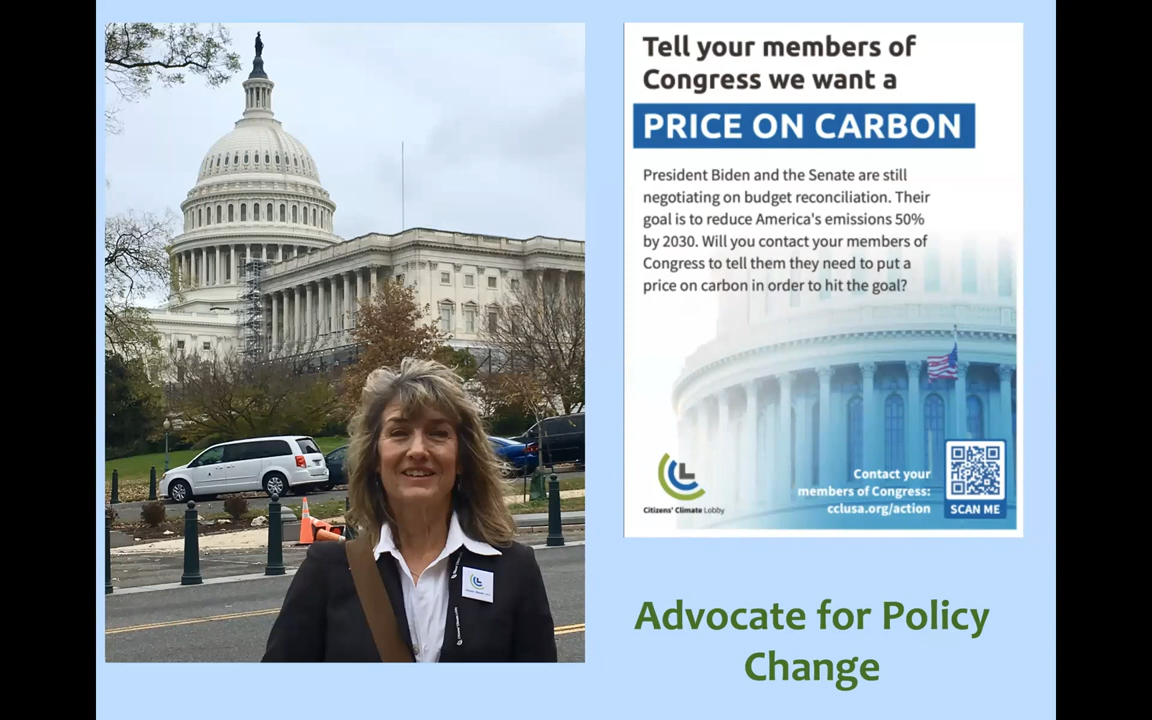 Tell your members of
Congress we want a
PRICE ON CARBON
President Biden and the Senate are still
negotiating on budget reconciliation. Their
goal is to reduce America's emissions 50%
by 2030. Will you contact your members of
Congress to tell them they need to put a
price on carbon in order to hit the goal?
Citizens' Climate Lobby
Contact your
members of Congress:
cclusa.org/action
SCAN ME
Advocate for Policy
Change